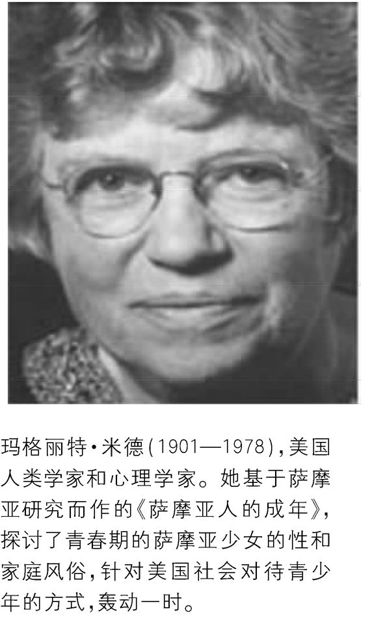 玛格丽特·米德(1901—1978),美国
人类学家和心理学家。她基于萨摩
亚研究而作的《萨摩亚人的成年》,
探讨了青春期的萨摩亚少女的性和
家庭风俗,针对美国社会对待青少
年的方式,轰动一时。